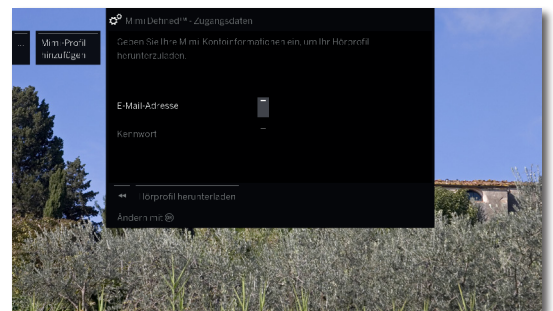 Mimi Defined™ - Zugangsdaten
...
Mimi-Profil
hinzufügen
Geben Sie Ihre Mimi-Kontoinformationen ein, um Ihr Hörprofil
herunterzuladen.
E-Mail-Adresse
Kennwort
Hörprofil herunterladen
Ändern mit OK